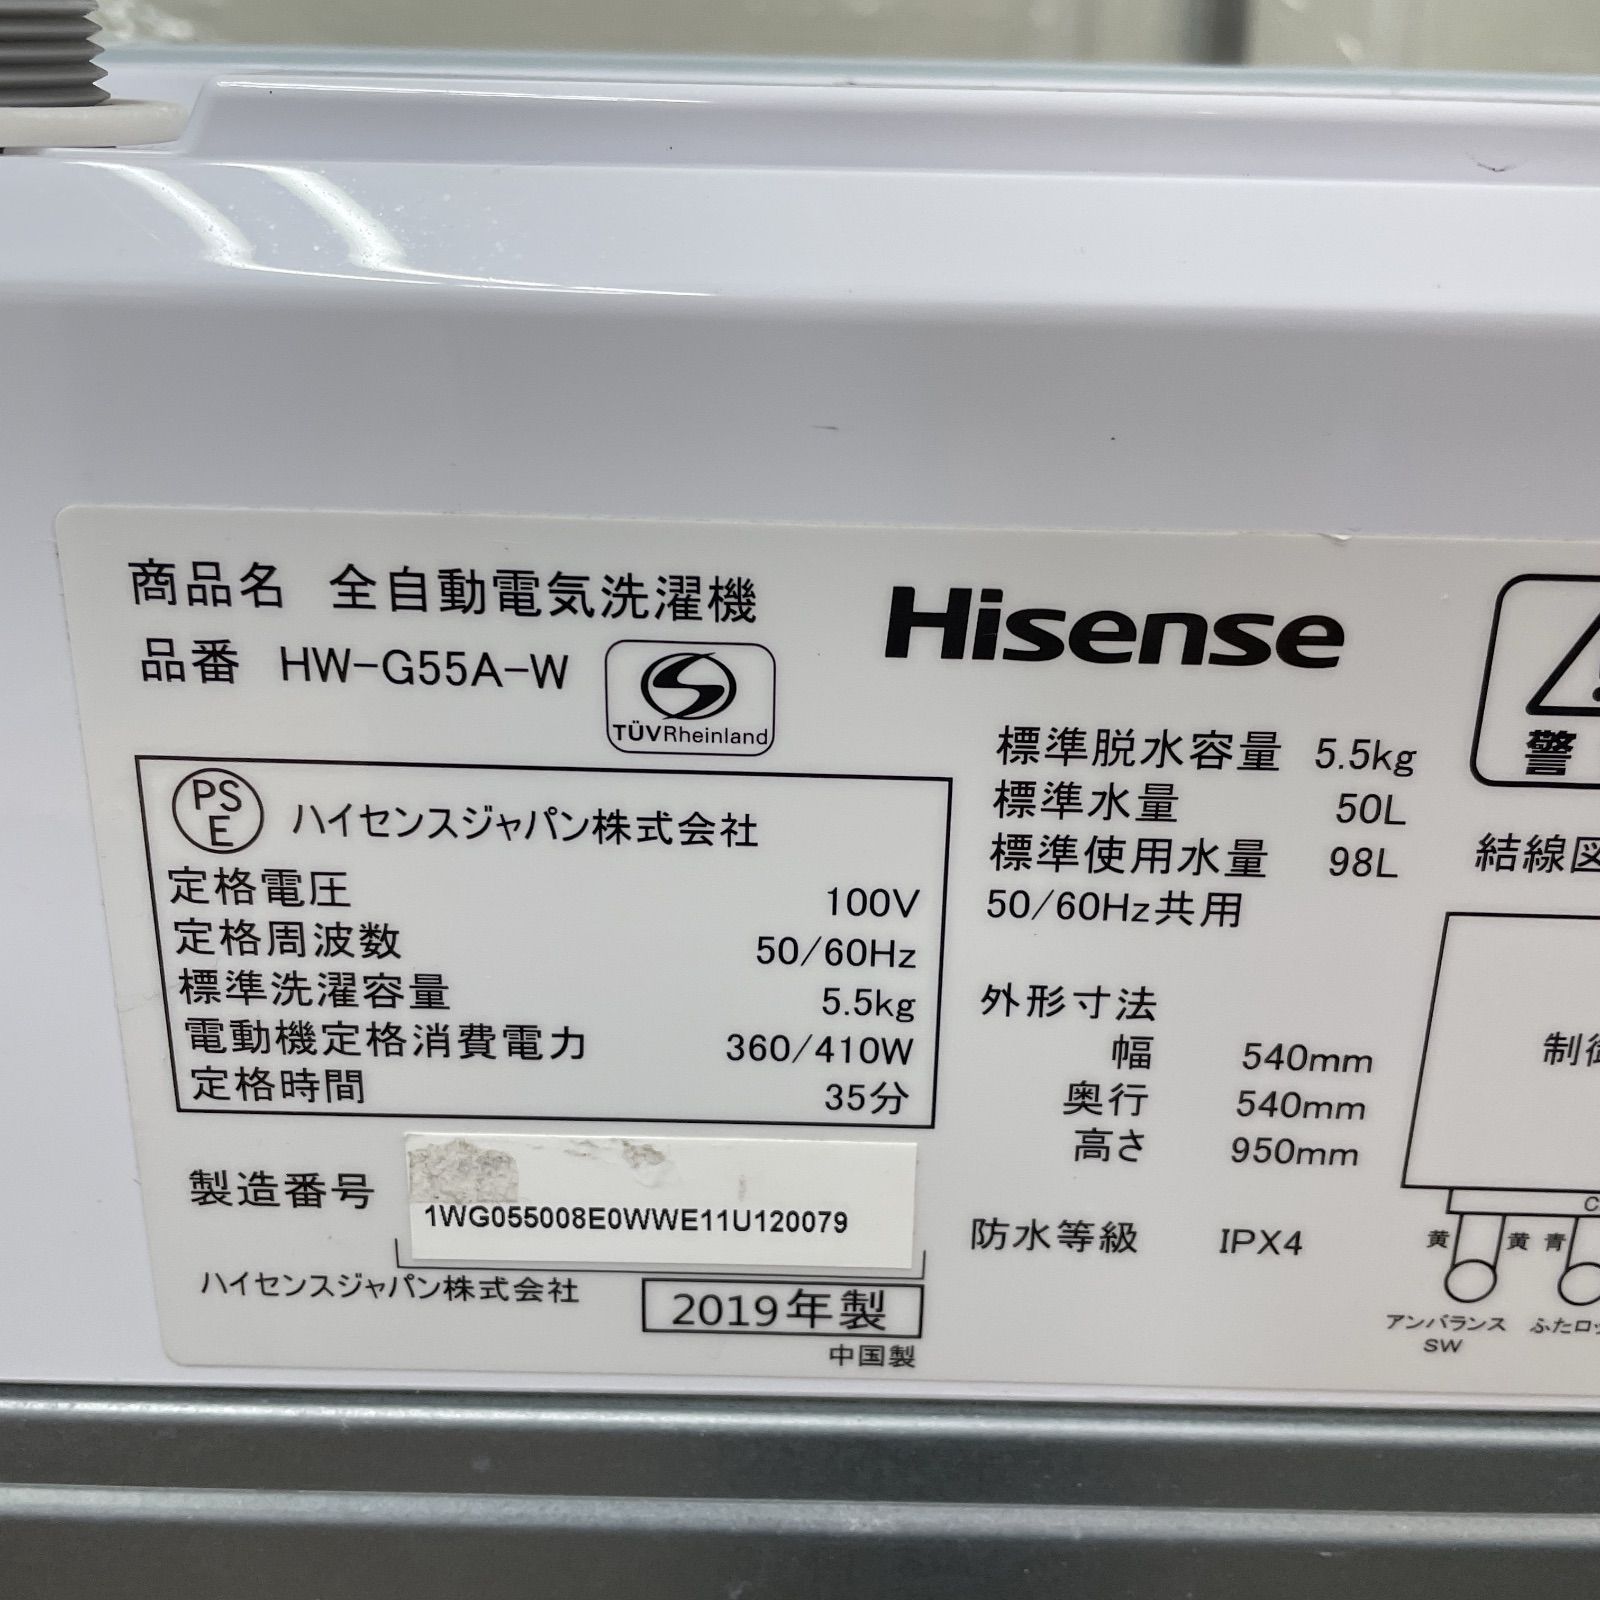 商品名 全自動電気洗濯機
品番 HW-G55A-W
TÜVRheinland
Hisense
PS
E
ハイセンスジャパン株式会社
定格電圧 100V
定格周波数 50/60Hz
標準洗濯容量 5.5kg
電動機定格消費電力 360/410W
定格時間 35分
製造番号 1WG055008E0WWE11U120079
ハイセンスジャパン株式会社
2019年製
中国製
標準脱水容量 5.5kg
標準水量 50L
標準使用水量 98L
50/60Hz共用
外形寸法
幅 540mm
奥行 540mm
高さ 950mm
防水等級 IPX4
警
結線図
制御
C
黄 黄 青
アンバランス ふたロッ
SW